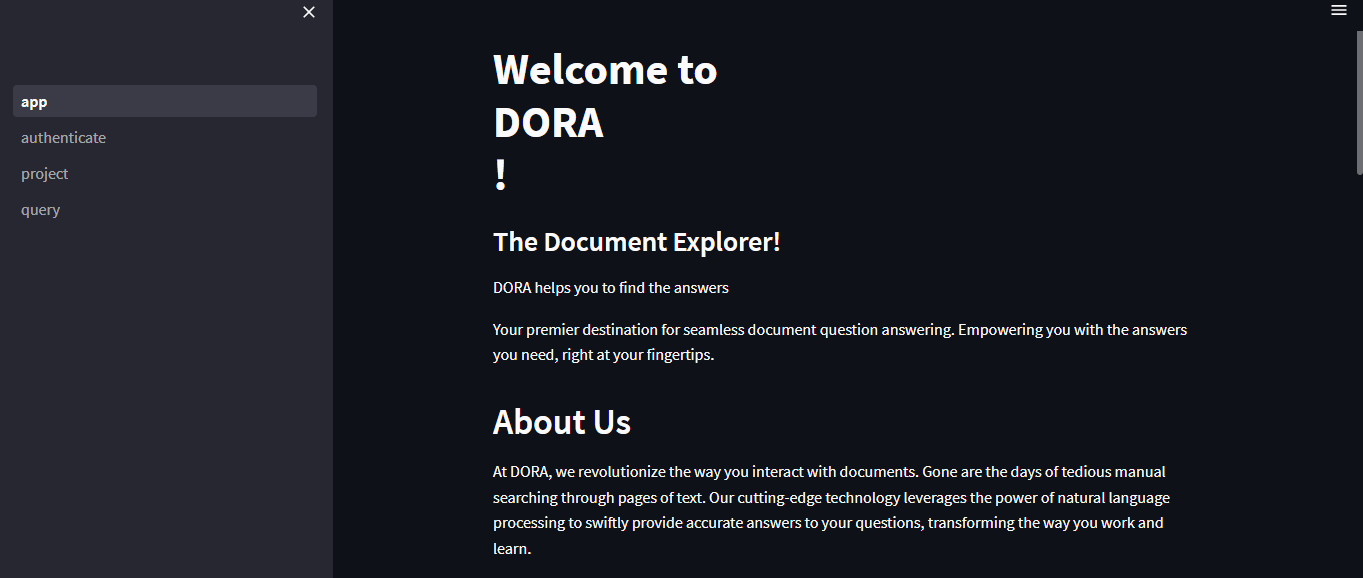 app
authenticate
project
query
Welcome to
DORA
!
The Document Explorer!
DORA helps you to find the answers
Your premier destination for seamless document question answering. Empowering you with the answers
you need, right at your fingertips.
About Us
At DORA, we revolutionize the way you interact with documents. Gone are the days of tedious manual
searching through pages of text. Our cutting-edge technology leverages the power of natural language
processing to swiftly provide accurate answers to your questions, transforming the way you work and
learn.